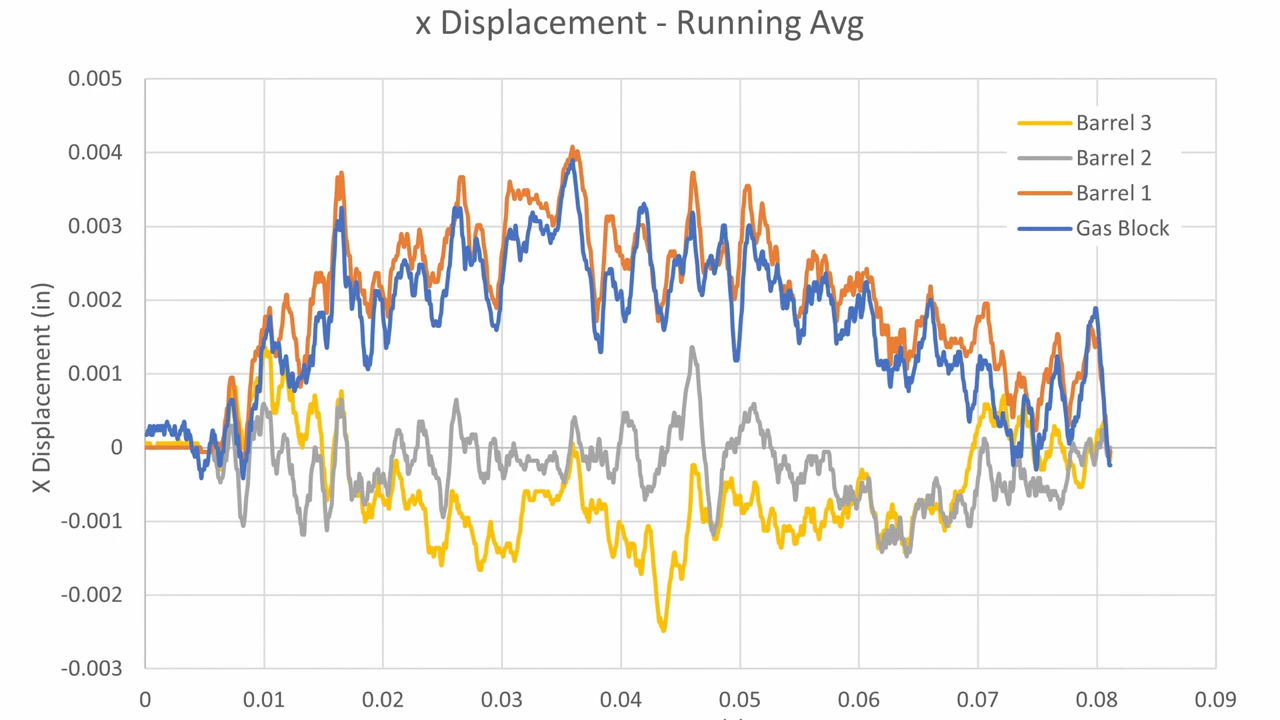 x Displacement - Running Avg
X Displacement (in)
0.005
0.004
0.003
0.002
0.001
0
-0.001
-0.002
-0.003
0 0.01 0.02 0.03 0.04 0.05 0.06 0.07 0.08 0.09
Barrel 3
Barrel 2
Barrel 1
Gas Block